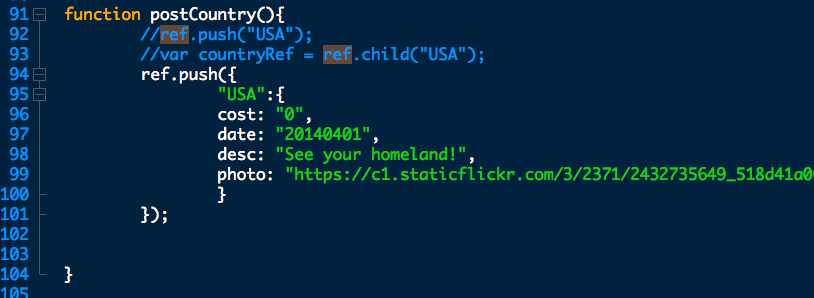 91 function postCountry(){
92 //ref.push("USA");
93 //var countryRef = ref.child("USA");
94 ref.push({
95 "USA":{
96 cost: "0",
97 date: "20140401",
98 desc: "See your homeland!",
99 photo: "https://c1.staticflickr.com/3/2371/2432735649_518d41a0
100 }
101 });
102
103
104 }
105